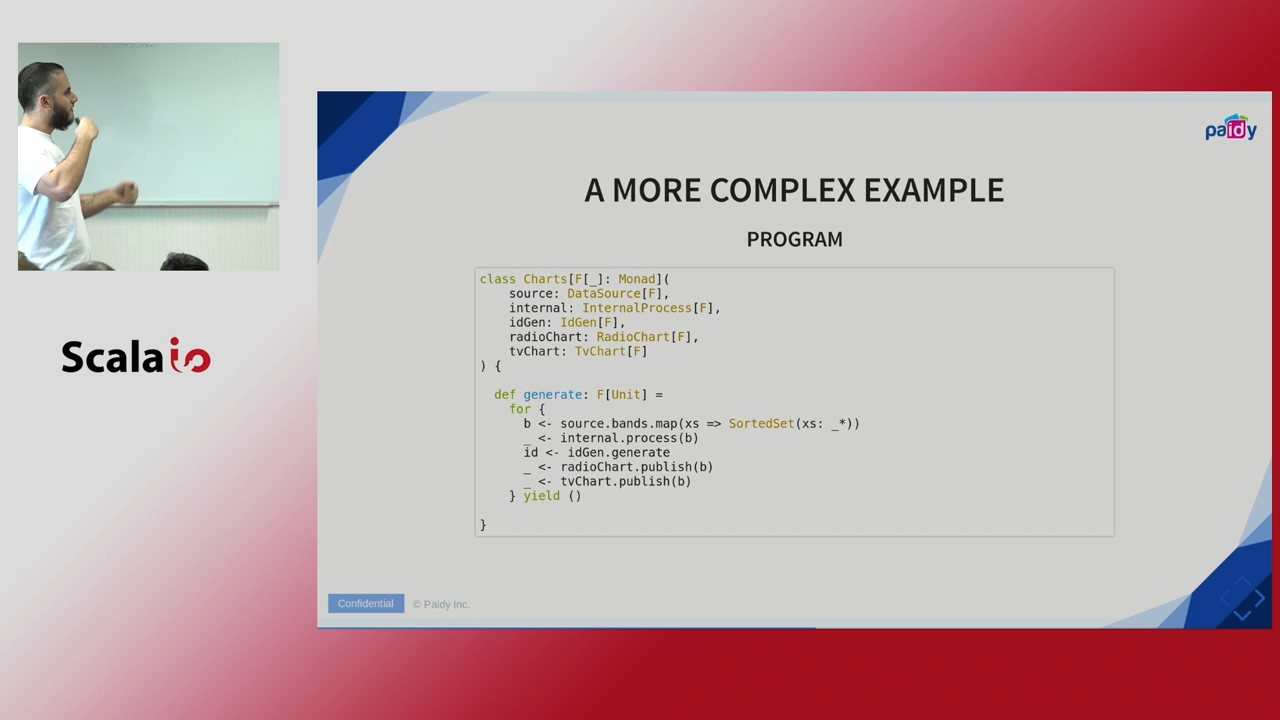 Scala io
paidy
A MORE COMPLEX EXAMPLE
PROGRAM
class Charts[F[_]: Monad](
    source: DataSource[F],
    internal: InternalProcess[F],
    idGen: IdGen[F],
    radioChart: RadioChart[F],
    tvChart: TvChart[F]
) {
  def generate: F[Unit] =
    for {
      b <- source.bands.map(xs => SortedSet(xs: _*))
      _ <- internal.process(b)
      id <- idGen.generate
      _ <- radioChart.publish(b)
      _ <- tvChart.publish(b)
    } yield ()
}
Confidential
© Paidy Inc.